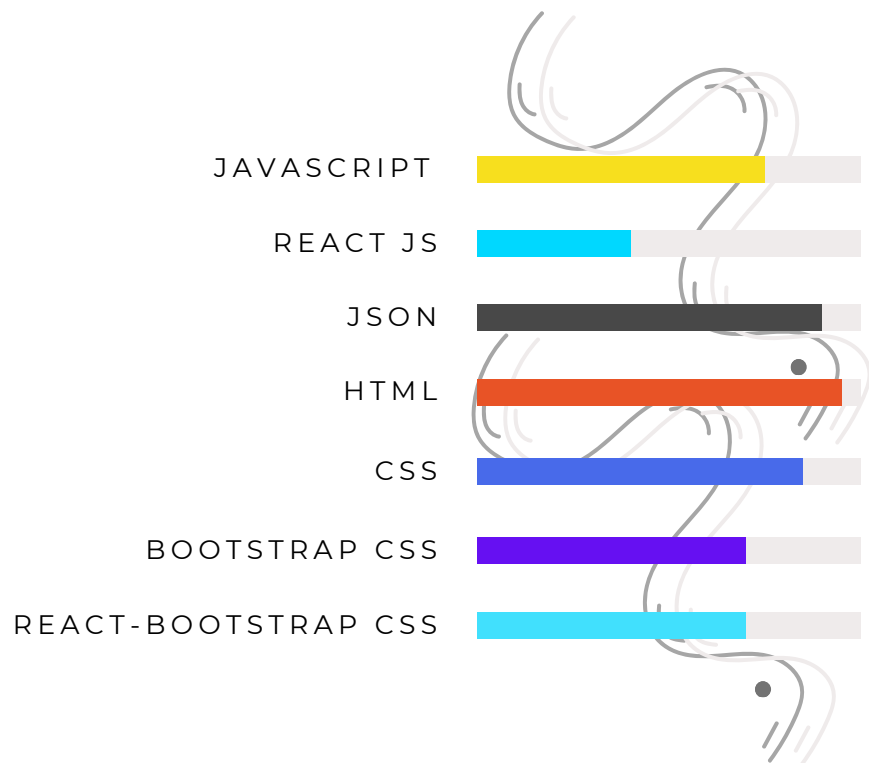 JAVASCRIPT
REACT JS
JSON
HTML
CSS
BOOTSTRAP CSS
REACT-BOOTSTRAP CSS